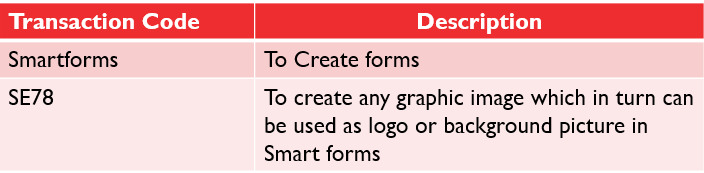 Transaction Code Description
Smartforms To Create forms
SE78 To create any graphic image which in turn can
be used as logo or background picture in
Smart forms